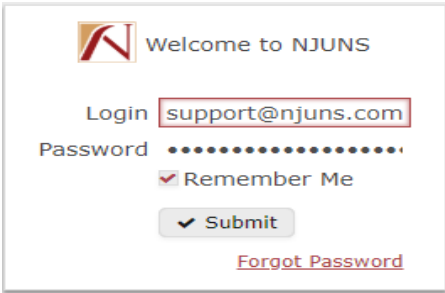 Welcome to NJUNS
Login support@njuns.com
Password ••••••••••••••••••
Remember Me
Submit
Forgot Password